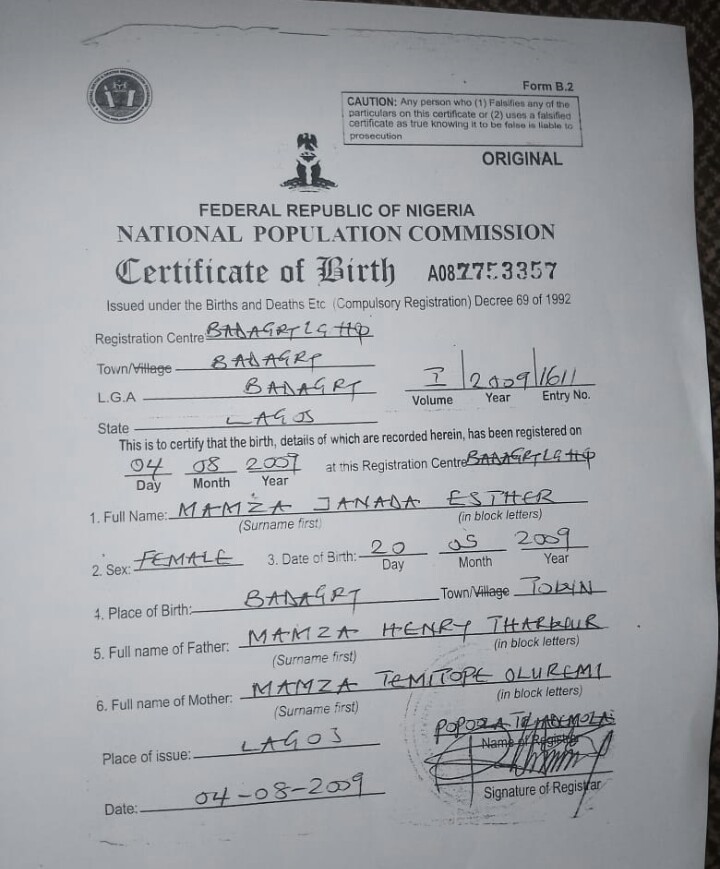 Form B.2
CAUTION: Any person who (1) Falsifies any of the
particulars on this certificate or (2) uses a falsified
certificate as true knowing it to be false is liable to
prosecution
ORIGINAL
FEDERAL REPUBLIC OF NIGERIA
NATIONAL POPULATION COMMISSION
Certificate of Birth A087753357
Issued under the Births and Deaths Etc (Compulsory Registration) Decree 69 of 1992
Registration Centre BADAGRY LG HQ
Town/Village BADAGRY
L.G.A BADAGRY
I 2009 1611
Volume Year Entry No.
State LAGOS
This is to certify that the birth, details of which are recorded herein, has been registered on
04 08 2009 at this Registration Centre BADAGRY LG HQ
Day Month Year
1. Full Name: MAMZA JANADA ESTHER
(Surname first) (in block letters)
2. Sex: FEMALE 3. Date of Birth: 20 05 2009
Day Month Year
4. Place of Birth: BADAGRY Town/Village TOWN
5. Full name of Father: MAMZA HENRY
(Surname first) (in block letters)
6. Full name of Mother: MAMZA TEMITOPE OLUREMI
(Surname first) (in block letters)
Place of issue: LAGOS
Name of Registrar
Date: 04-08-2009
Signature of Registrar